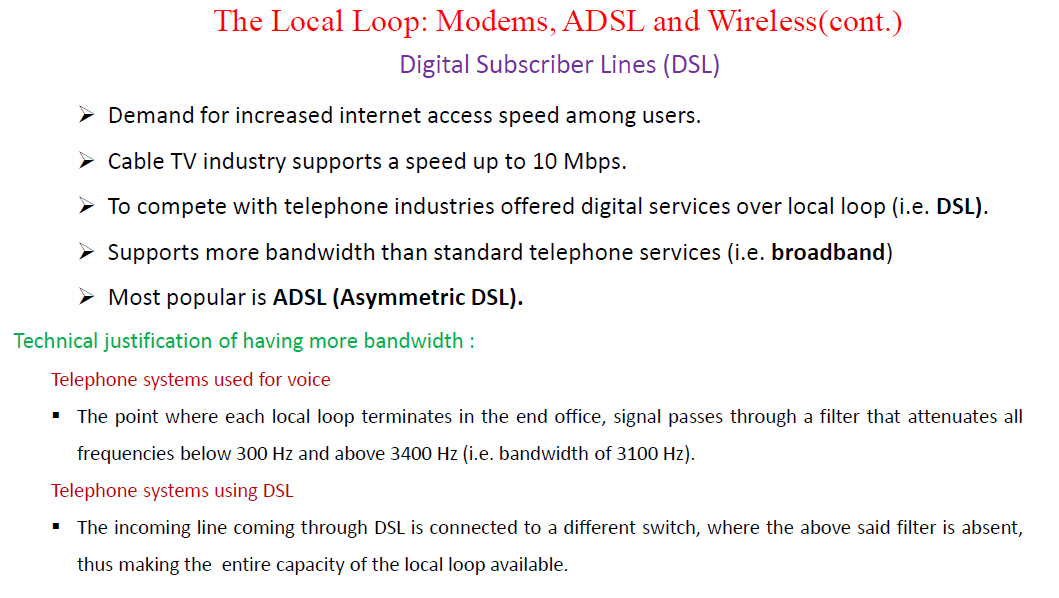 The Local Loop: Modems, ADSL and Wireless(cont.)
Digital Subscriber Lines (DSL)
➢ Demand for increased internet access speed among users.
➢ Cable TV industry supports a speed up to 10 Mbps.
➢ To compete with telephone industries offered digital services over local loop (i.e. DSL).
➢ Supports more bandwidth than standard telephone services (i.e. broadband)
➢ Most popular is ADSL (Asymmetric DSL).
Technical justification of having more bandwidth :
Telephone systems used for voice
▪ The point where each local loop terminates in the end office, signal passes through a filter that attenuates all
frequencies below 300 Hz and above 3400 Hz (i.e. bandwidth of 3100 Hz).
Telephone systems using DSL
▪ The incoming line coming through DSL is connected to a different switch, where the above said filter is absent,
thus making the entire capacity of the local loop available.